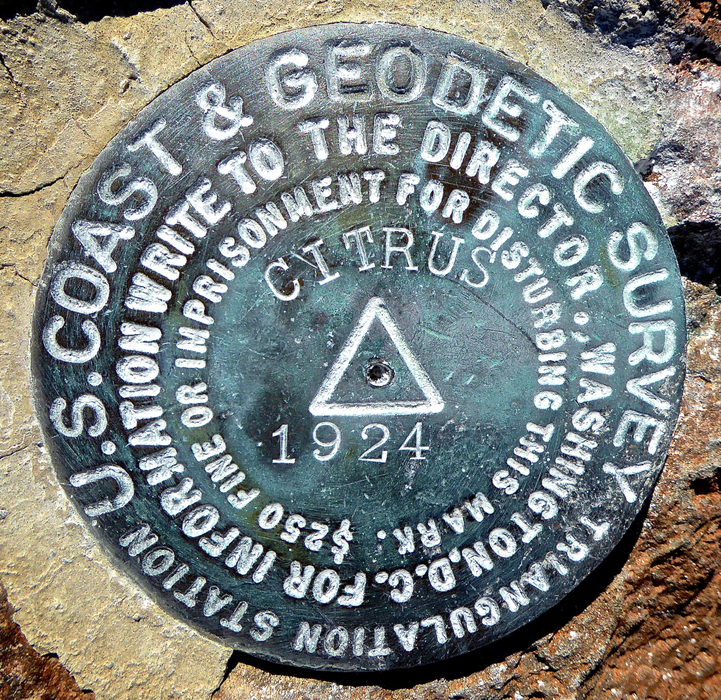 U.S. COAST & GEODETIC SURVEY
TRIANGULATION STATION
FOR INFORMATION WRITE TO THE DIRECTOR. WASHINGTON, D.C.
$250 FINE OR IMPRISONMENT FOR DISTURBING THIS MARK.
CITRUS
1924